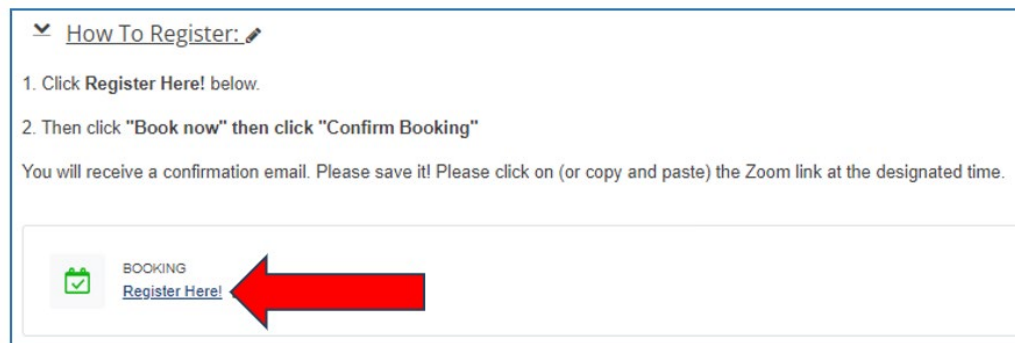 How To Register:
1. Click Register Here! below.
2. Then click "Book now" then click "Confirm Booking"
You will receive a confirmation email. Please save it! Please click on (or copy and paste) the Zoom link at the designated time.
BOOKING
Register Here!